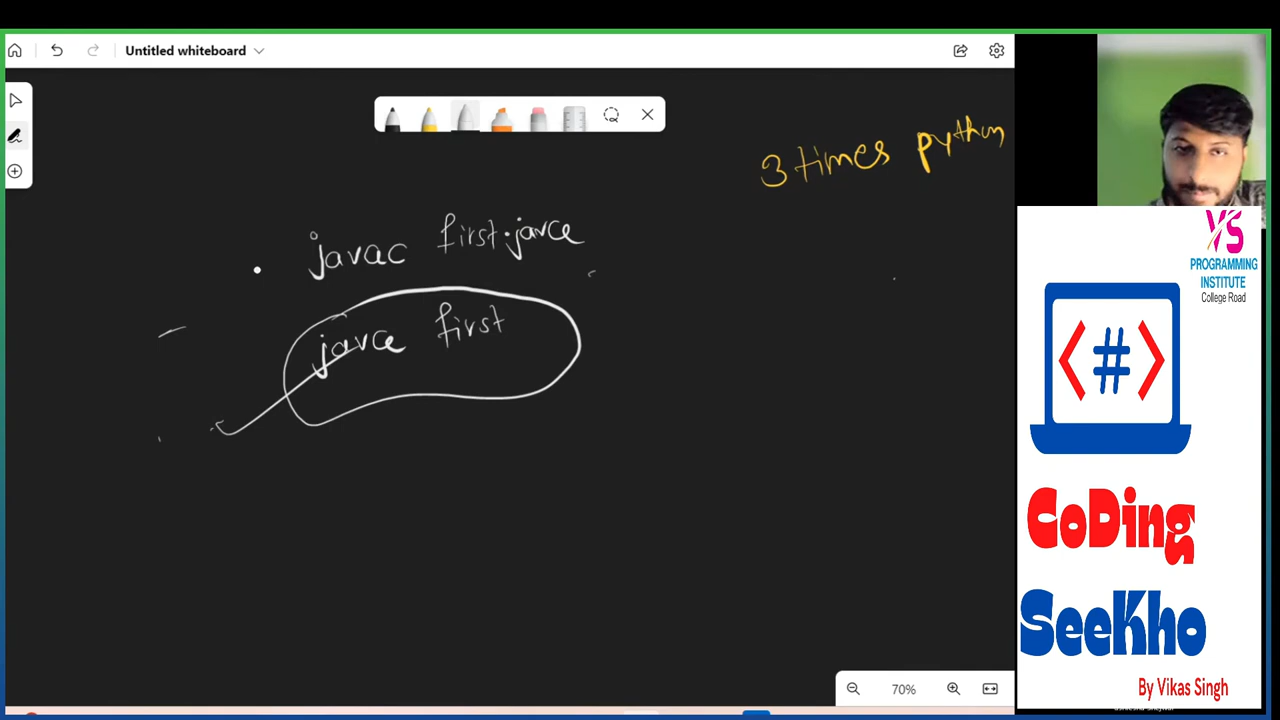 Untitled whiteboard
3 times python
javac first.java
java first
70%
VS
PROGRAMMING
INSTITUTE
College Road
<#>
CoDing
SeeKho
By Vikas Singh